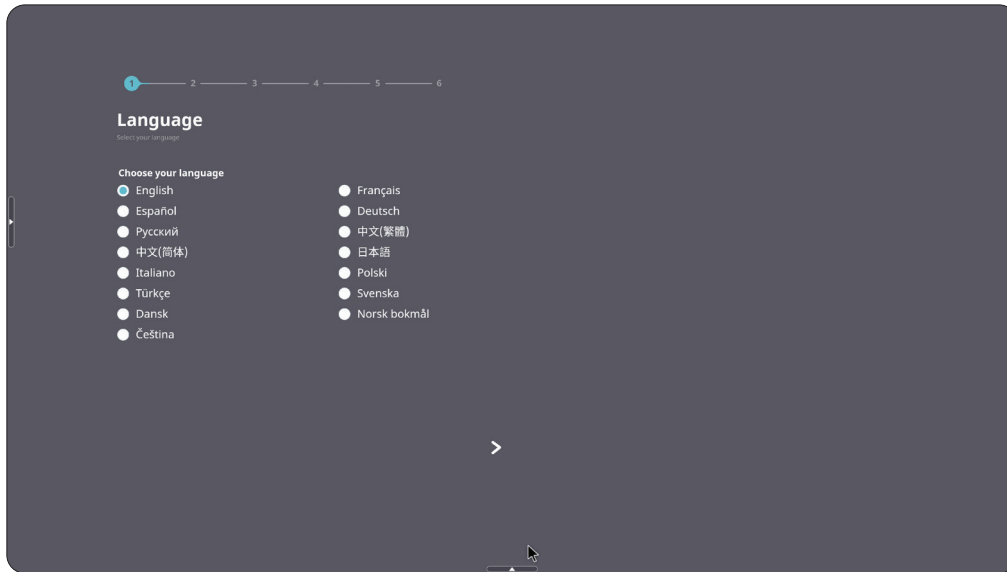 1 2 3 4 5 6
Language
Select your language
Choose your language
English
Español
Русский
中文(简体)
Italiano
Türkçe
Dansk
Čeština
Français
Deutsch
中文(繁體)
日本語
Polski
Svenska
Norsk bokmål